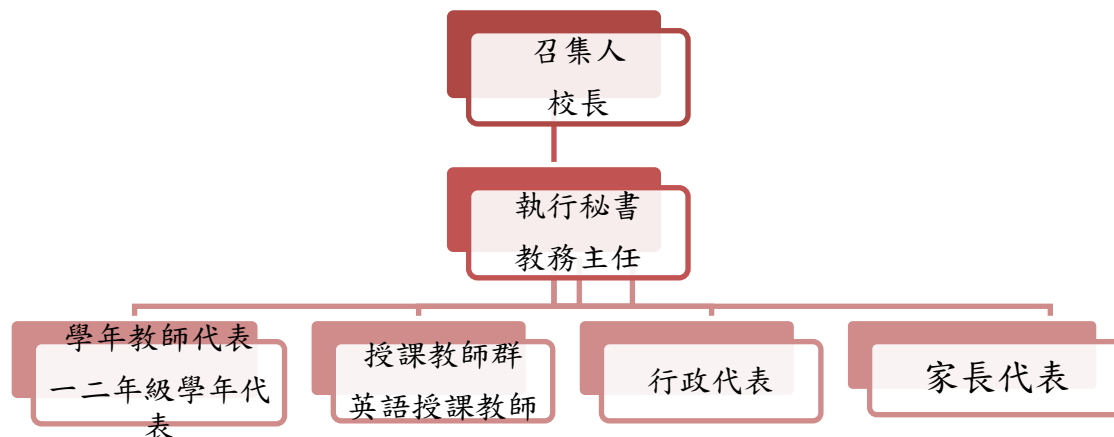 召集人
校長
執行秘書
教務主任
學年教師代表
一二年級學年代
表
授課教師群
英語授課教師
行政代表
家長代表